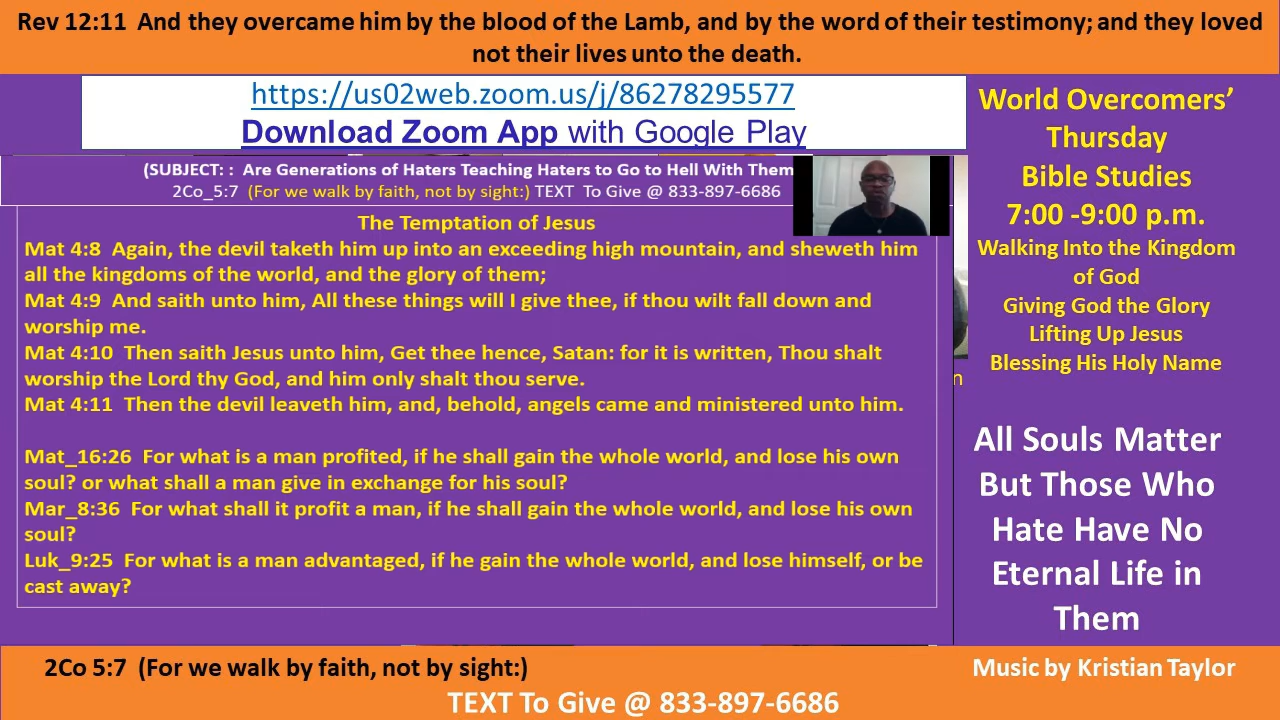 Rev 12:11  And they overcame him by the blood of the Lamb, and by the word of their testimony; and they loved
not their lives unto the death.
https://us02web.zoom.us/j/86278295577
Download Zoom App with Google Play
(SUBJECT: :  Are Generations of Haters Teaching Haters to Go to Hell With Them
2Co_5:7  (For we walk by faith, not by sight:) TEXT  To Give @ 833-897-6686
The Temptation of Jesus
Mat 4:8  Again, the devil taketh him up into an exceeding high mountain, and sheweth him
all the kingdoms of the world, and the glory of them;
Mat 4:9  And saith unto him, All these things will I give thee, if thou wilt fall down and
worship me.
Mat 4:10  Then saith Jesus unto him, Get thee hence, Satan: for it is written, Thou shalt
worship the Lord thy God, and him only shalt thou serve.
Mat 4:11  Then the devil leaveth him, and, behold, angels came and ministered unto him.
Mat_16:26  For what is a man profited, if he shall gain the whole world, and lose his own
soul? or what shall a man give in exchange for his soul?
Mar_8:36  For what shall it profit a man, if he shall gain the whole world, and lose his own
soul?
Luk_9:25  For what is a man advantaged, if he gain the whole world, and lose himself, or be
cast away?
World Overcomers’
Thursday
Bible Studies
7:00 -9:00 p.m.
Walking Into the Kingdom
of God
Giving God the Glory
Lifting Up Jesus
Blessing His Holy Name
All Souls Matter
But Those Who
Hate Have No
Eternal Life in
Them
2Co 5:7  (For we walk by faith, not by sight:)
Music by Kristian Taylor
TEXT To Give @ 833-897-6686